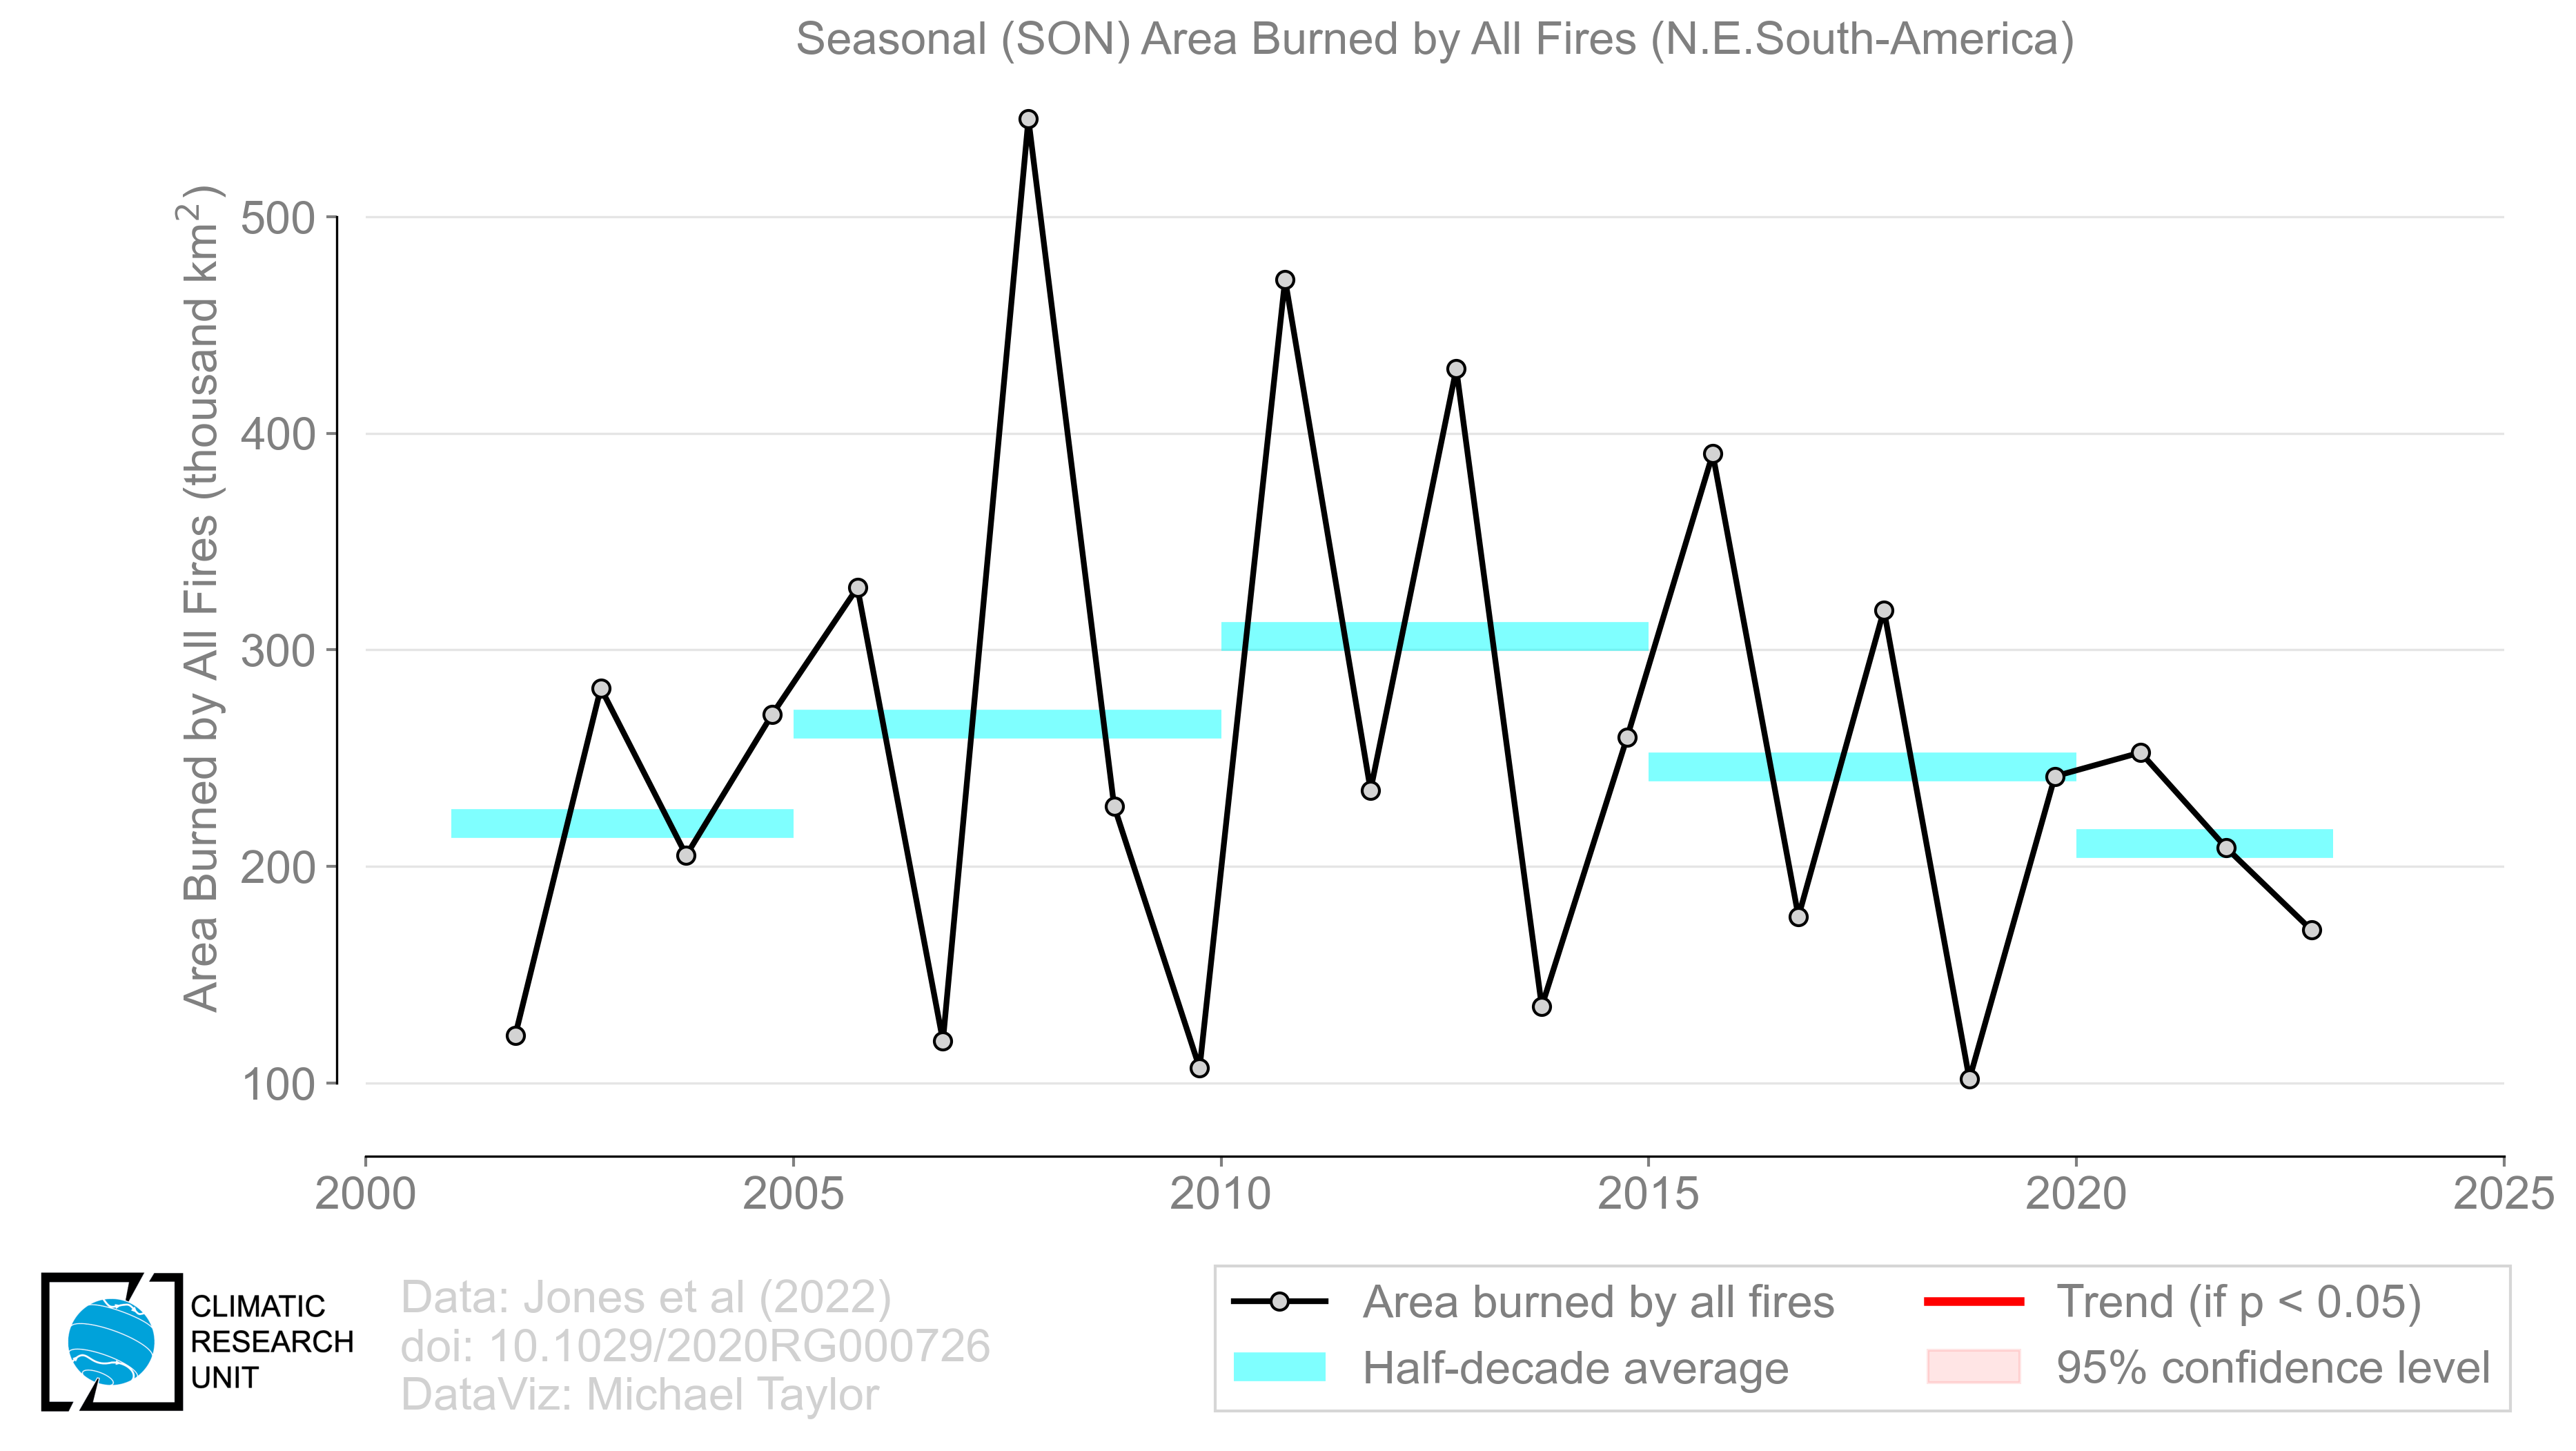 Seasonal (SON) Area Burned by All Fires (N.E.South-America)
Area Burned by All Fires (thousand km²)
500
400
300
200
100
2000 2005 2010 2015 2020 2025
CLIMATIC
RESEARCH
UNIT
Data: Jones et al (2022)
doi: 10.1029/2020RG000726
DataViz: Michael Taylor
Area burned by all fires
Half-decade average
Trend (if p < 0.05)
95% confidence level